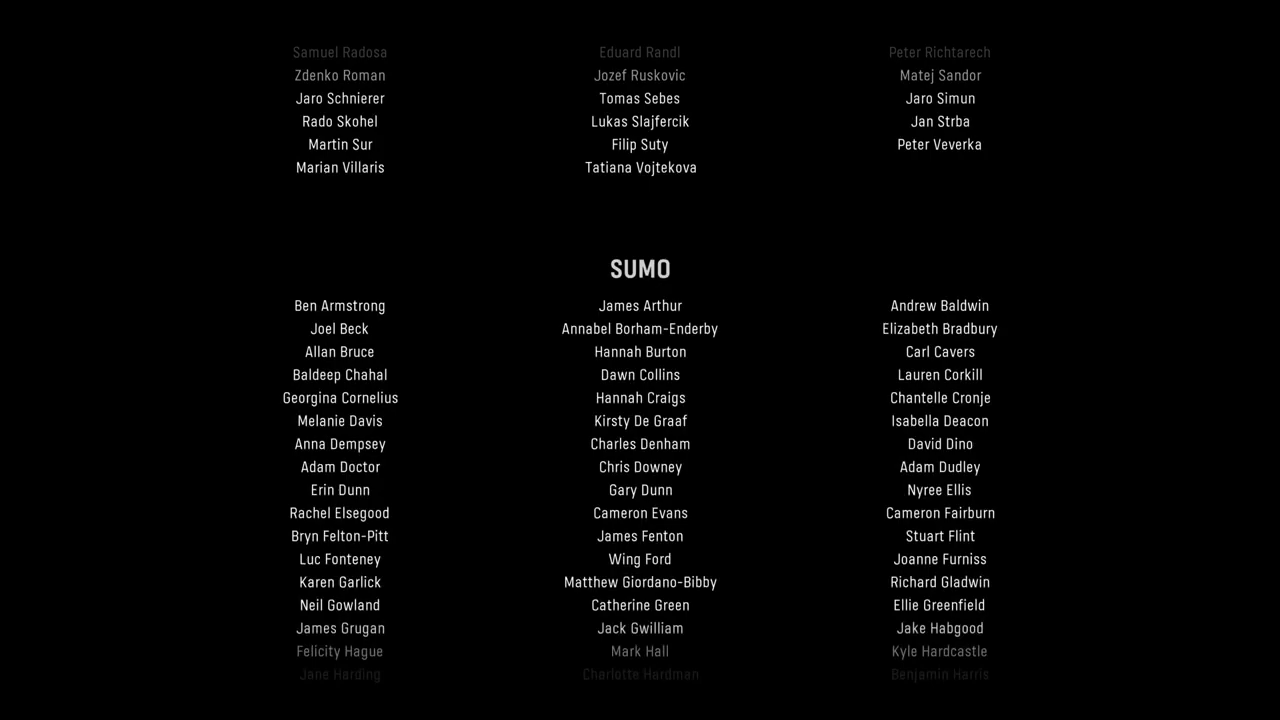 Samuel Radosa Eduard Randl Peter Richtarech
Zdenko Roman Jozef Ruskovic Matej Sandor
Jaro Schnierer Tomas Sebes Jaro Simun
Rado Skohel Lukas Slajfercik Jan Strba
Martin Sur Filip Suty Peter Veverka
Marian Villaris Tatiana Vojtekova
SUMO
Ben Armstrong James Arthur Andrew Baldwin
Joel Beck Annabel Borham-Enderby Elizabeth Bradbury
Allan Bruce Hannah Burton Carl Cavers
Baldeep Chahal Dawn Collins Lauren Corkill
Georgina Cornelius Hannah Craigs Chantelle Cronje
Melanie Davis Kirsty De Graaf Isabella Deacon
Anna Dempsey Charles Denham David Dino
Adam Doctor Chris Downey Adam Dudley
Erin Dunn Gary Dunn Nyree Ellis
Rachel Elsegood Cameron Evans Cameron Fairburn
Bryn Felton-Pitt James Fenton Stuart Flint
Luc Fonteney Wing Ford Joanne Furniss
Karen Garlick Matthew Giordano-Bibby Richard Gladwin
Neil Gowland Catherine Green Ellie Greenfield
James Grugan Jack Gwilliam Jake Habgood
Felicity Hague Mark Hall Kyle Hardcastle
Jane Harding Charlotte Hardman Benjamin Harris